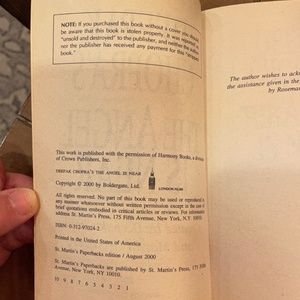 NOTE: If you purchased this book without a cover you should
be aware that this book is stolen property. It was reported as
"unsold and destroyed" to the publisher, and neither the author
nor the publisher has received any payment for this "stripped
book."
This work is published with the permission of Harmony Books, a division
of Crown Publishers, Inc.
DEEPAK CHOPRA'S THE ANGEL IS NEAR
Copyright © 2000 by Boldergate, Ltd.
LONDON FILMS
All rights reserved. No part of this book may be used or reproduced in
any manner whatsoever without written permission except in the case of
brief quotations embodied in critical articles or reviews. For information
address St. Martin's Press, 175 Fifth Avenue, New York, NY 10010.
ISBN: 0-312-97024-2
Printed in the United States of America
St. Martin's Paperbacks edition / August 2000
St. Martin's Paperbacks are published by St. Martin's Press, 175 Fifth
Avenue, New York, NY 10010.
10 9 8 7 6 5 4 3 2 1
The author wishes to
the assistance given in the
by